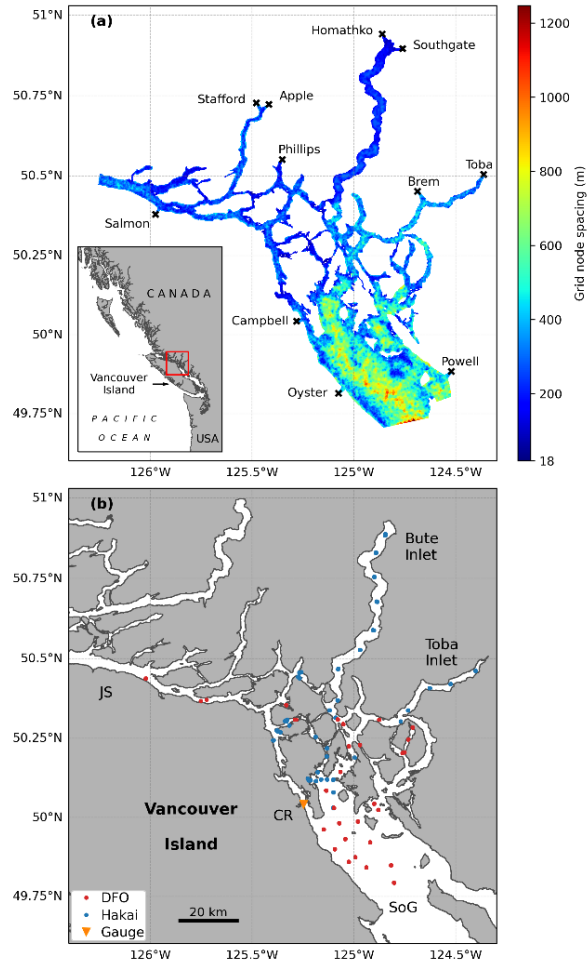 (a)
51°N
50.75°N
50.5°N
50.25°N
50°N
49.75°N
Homathko
Southgate
Stafford
Apple
Phillips
Toba
Brem
Salmon
Campbell
Powell
Oyster
CANADA
Vancouver
Island
PACIFIC
OCEAN
USA
126°W
125.5°W
125°W
124.5°W
1200
1000
800
600
400
200
18
Grid node spacing (m)
(b)
51°N
50.75°N
50.5°N
50.25°N
50°N
49.75°N
Bute
Inlet
Toba
Inlet
JS
Vancouver
Island
CR
SoG
DFO
Hakai
Gauge
20 km
126°W
125.5°W
125°W
124.5°W